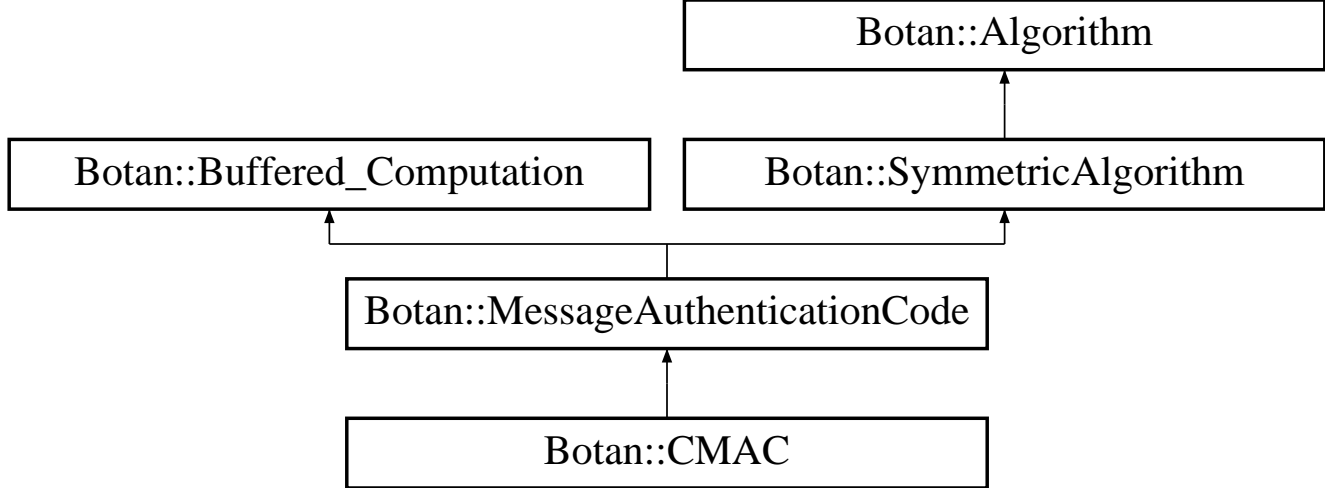 Botan::Algorithm
Botan::Buffered_Computation
Botan::SymmetricAlgorithm
Botan::MessageAuthenticationCode
Botan::CMAC